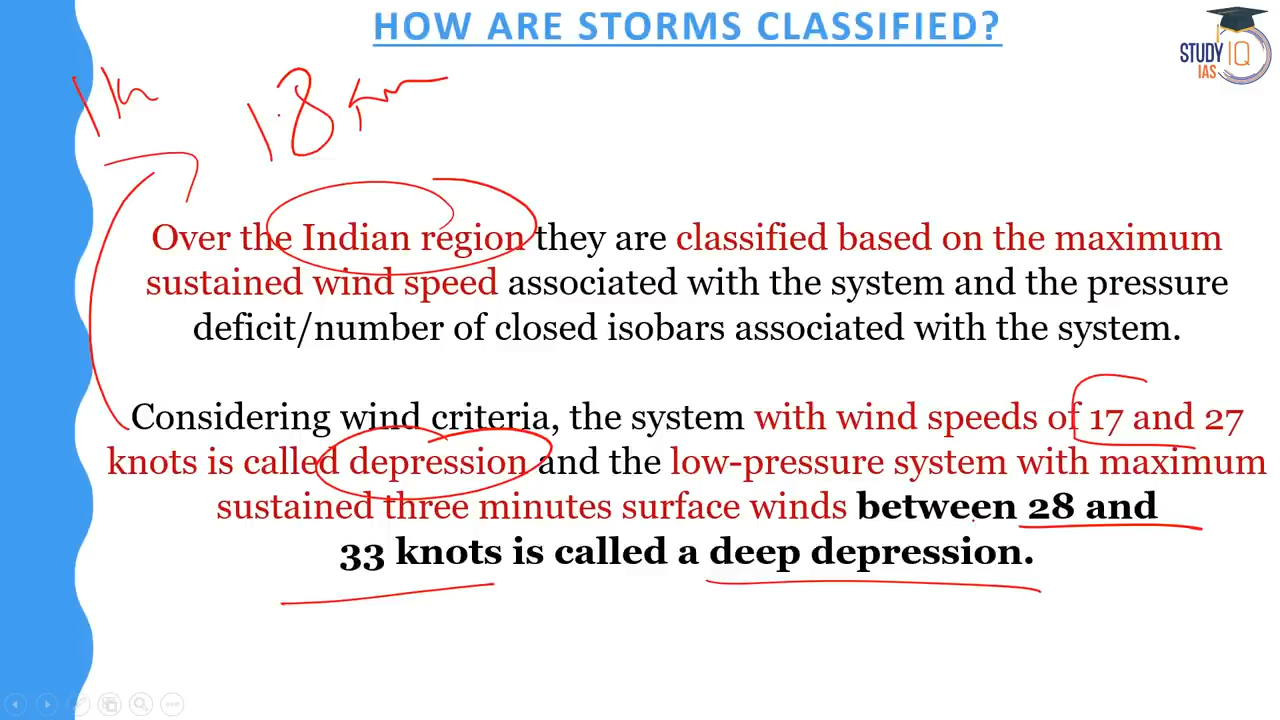 HOW ARE STORMS CLASSIFIED?
STUDY IQ
IAS
1.8 km
Over the Indian region they are classified based on the maximum
sustained wind speed associated with the system and the pressure
deficit/number of closed isobars associated with the system.
Considering wind criteria, the system with wind speeds of 17 and 27
knots is called depression and the low-pressure system with maximum
sustained three minutes surface winds between 28 and
33 knots is called a deep depression.